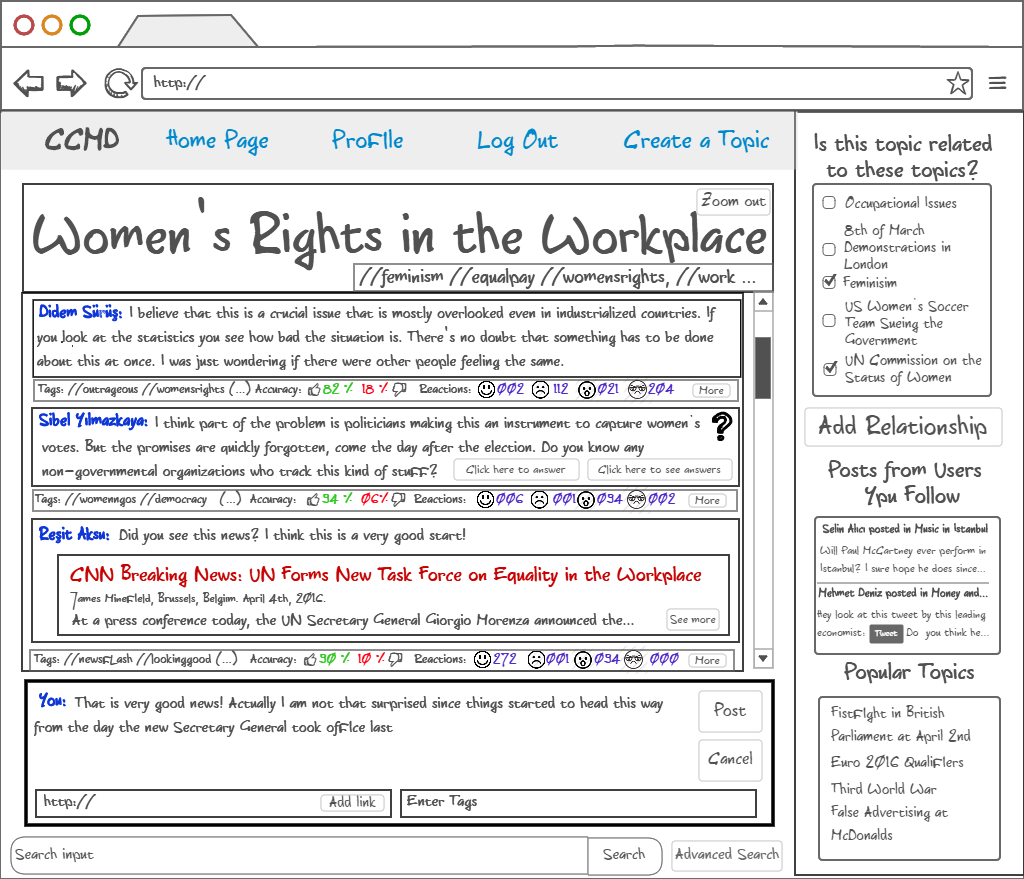 http://
CCMD Home Page ProfIle Log Out Create a Topic
Zoom out
Women's Rights in the Workplace
//feminism //equalpay //womensrights, //work ...
Didem Sürüş: I believe that this is a crucial issue that is mostly overlooked even in industrialized countries. If
you look at the statistics you see how bad the situation is. There's no doubt that something has to be done
about this at once. I was just wondering if there were other people feeling the same.
Tags: //outrageous //womensrights (...) Accuracy: 82 % 18 % Reactions: 002 112 021 204 More
Sibel Yılmazkaya: I think part of the problem is politicians making this an instrument to capture women's ?
votes. But the promises are quickly forgotten, come the day after the election. Do you know any
non-governmental organizations who track this kind of stuff? Click here to answer Click here to see answers
Tags: //womenngos //democracy (...) Accuracy: 94 % 06% Reactions: 006 001 094 002 More
Reşit Aksu: Did you see this news? I think this is a very good start!
CNN Breaking News: UN Forms New Task Force on Equality in the Workplace
James MinefIeld, Brussels, Belgim. April 4th, 2016.
At a press conference today, the UN Secretary General Giorgio Morenza announced the... See more
Tags: //newsflash //lookinggood (...) Accuracy: 90 % 10 % Reactions: 272 001 094 000 More
You: That is very good news! Actually I am not that surprised since things started to head this way
from the day the new Secretary General took offIce last
Post
Cancel
http:// Add link Enter Tags
Search input Search Advanced Search
Is this topic related
to these topics?
Occupational Issues
8th of March
Demonstrations in
London
Feminisim
US Women's Soccer
Team Sueing the
Government
UN Commission on the
Status of Women
Add Relationship
Posts from Users
Ypu Follow
Selin Alıcı posted in Music in Istanbul
Will Paul McCartney ever perform in
Istanbul? I sure hope he does since...
Mehmet Deniz posted in Money and...
Hey look at this tweet by this leading
economist: Tweet Do you think he...
Popular Topics
FistfIght in British
Parliament at April 2nd
Euro 2016 QualifIers
Third World War
False Advertising at
McDonalds